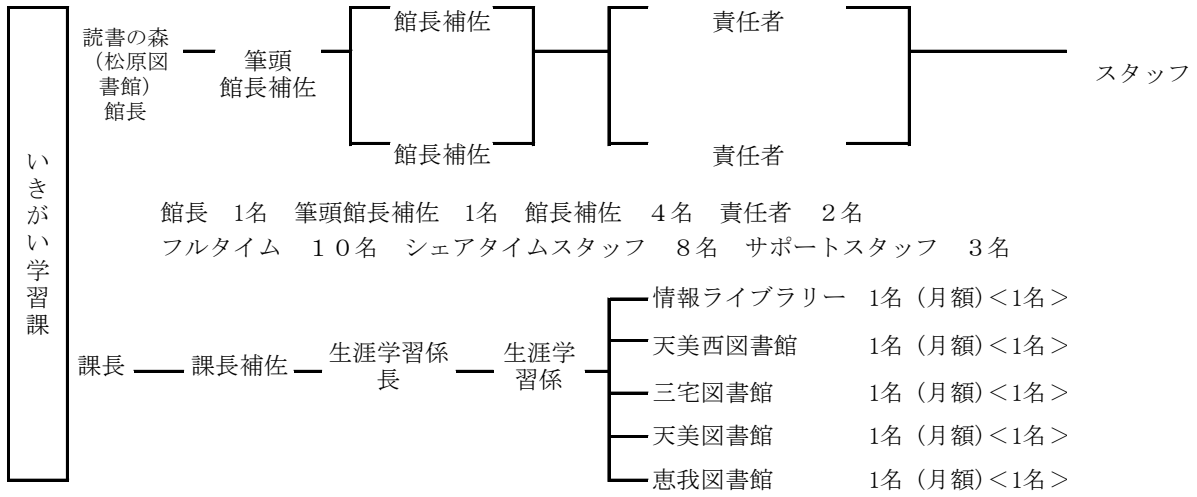 いきがい学習課
読書の森
（松原図
書館）
館長
筆頭
館長補佐
館長補佐
館長補佐
責任者
責任者
スタッフ
館長　1名　筆頭館長補佐　1名　館長補佐　４名　責任者　２名
フルタイム　１０名　シェアタイムスタッフ　8名　サポートスタッフ　３名
課長
課長補佐
生涯学習係
長
生涯学
習係
情報ライブラリー　1名（月額）＜1名＞
天美西図書館　1名（月額）＜1名＞
三宅図書館　1名（月額）＜1名＞
天美図書館　1名（月額）＜1名＞
恵我図書館　1名（月額）＜1名＞